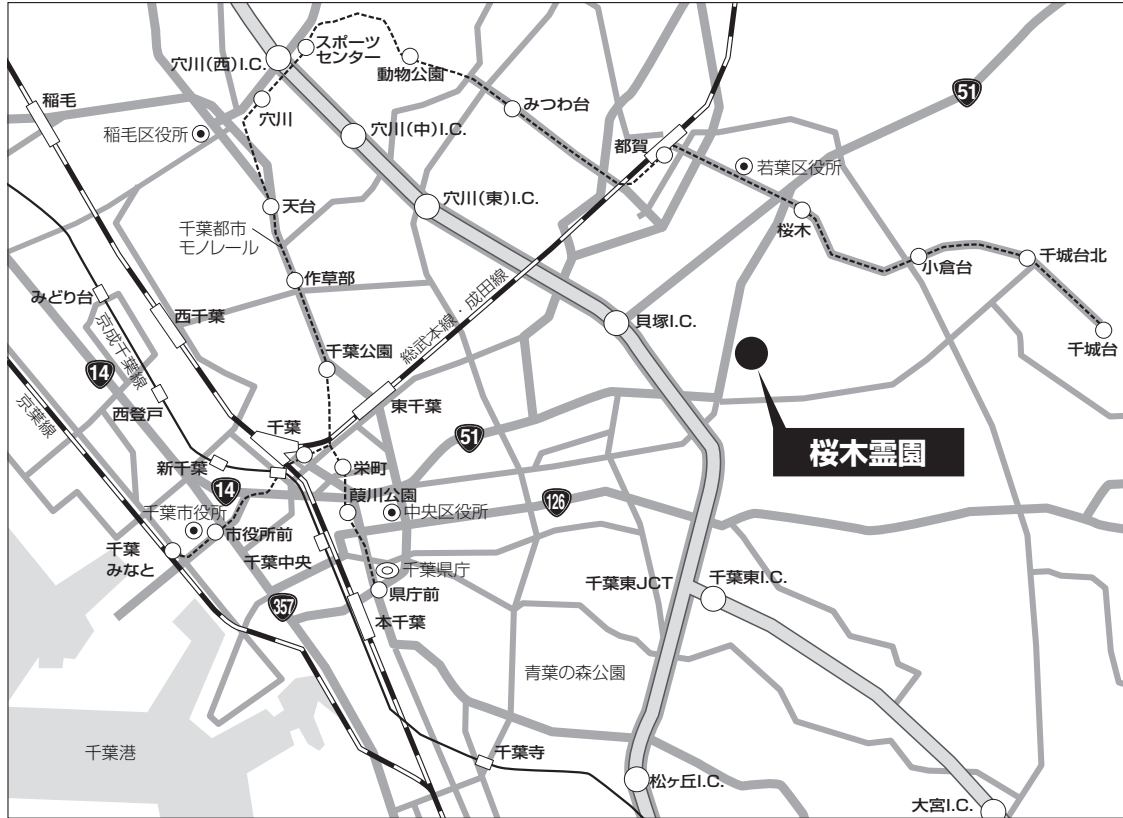 スポーツ
センター
穴川(西)I.C.
動物公園
51
稲毛
穴川
みつわ台
稲毛区役所
穴川(中)I.C.
都賀
若葉区役所
穴川(東)I.C.
天台
桜木
千葉都市
モノレール
小倉台
千城台北
作草部
みどり台
総武本線・成田線
西千葉
貝塚I.C.
千城台
京成千葉線
千葉公園
14
京葉線
西登戸
東千葉
千葉
51
桜木霊園
新千葉
栄町
14
葭川公園
126
千葉市役所
中央区役所
市役所前
千葉
みなと
千葉中央
千葉県庁
千葉東JCT
千葉東I.C.
県庁前
357
本千葉
青葉の森公園
千葉港
千葉寺
松ヶ丘I.C.
大宮I.C.